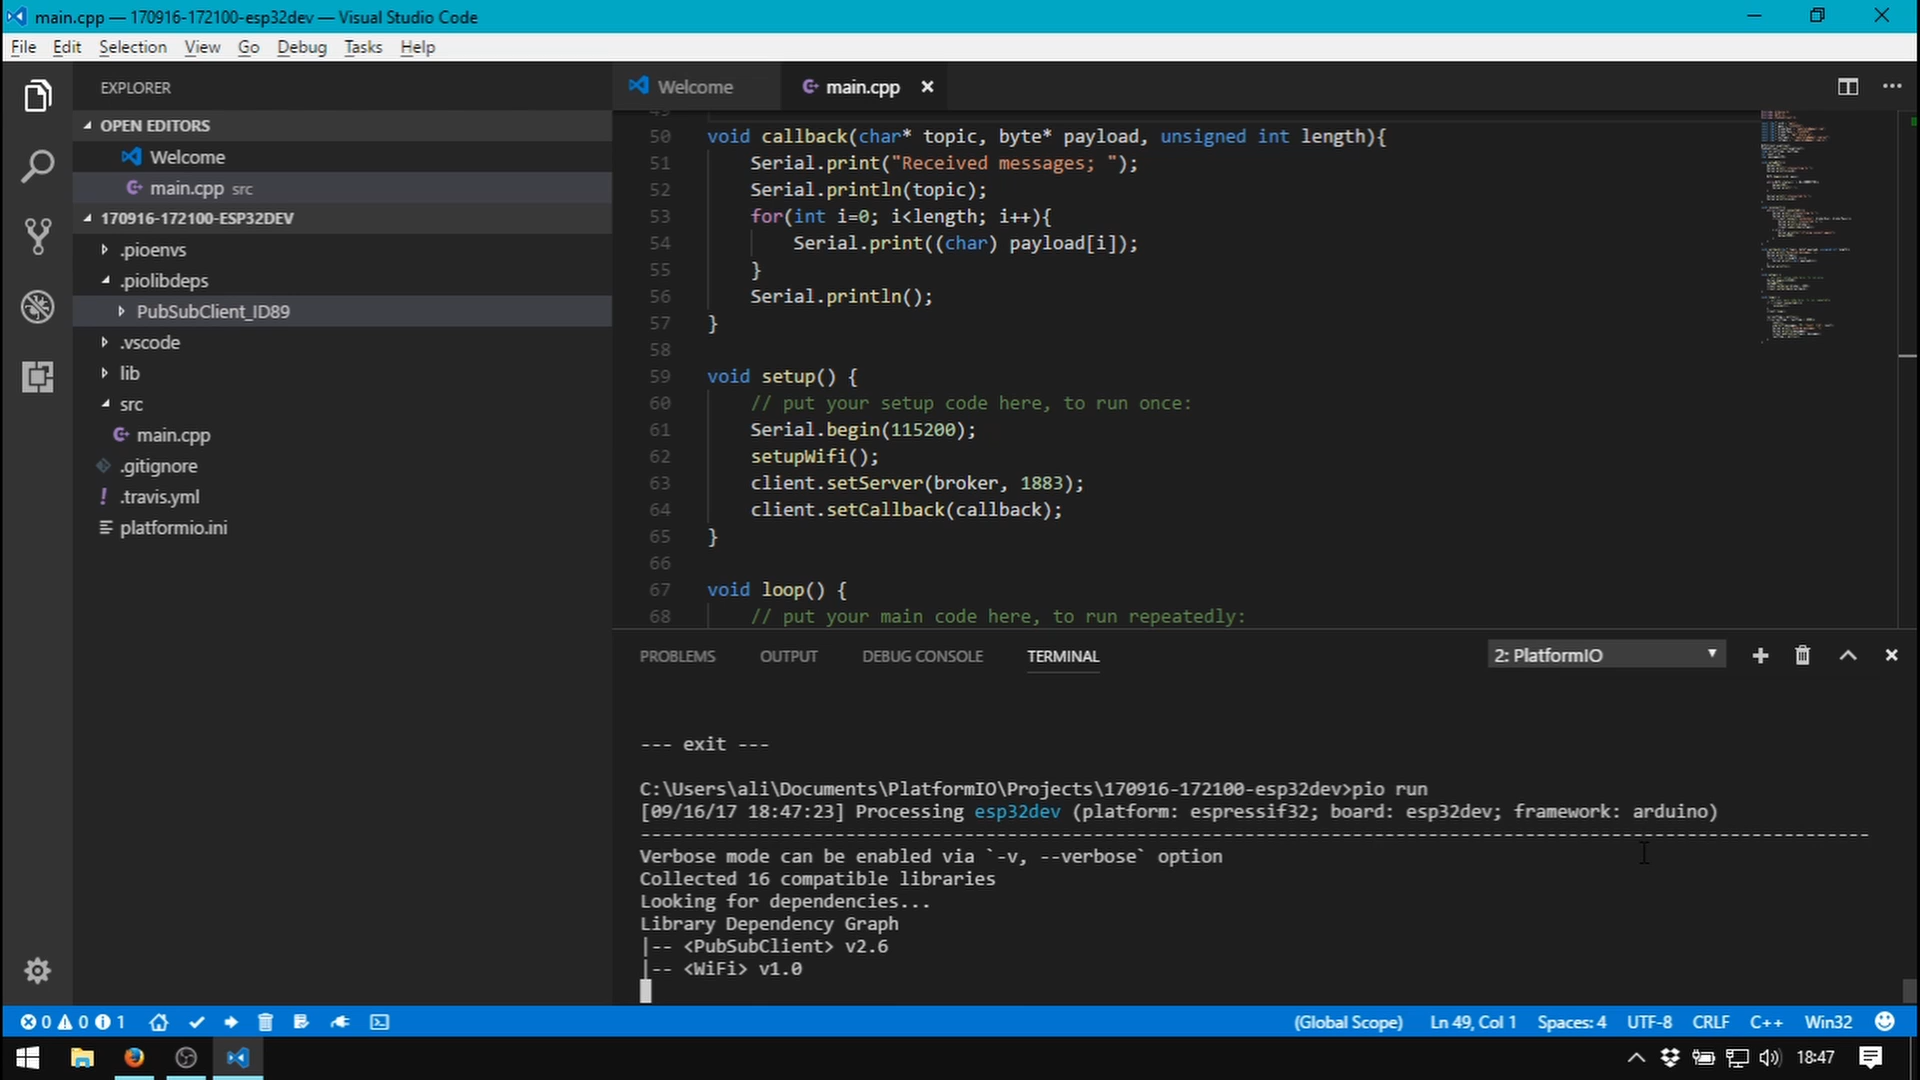 main.cpp — 170916-172100-esp32dev — Visual Studio Code
File Edit Selection View Go Debug Tasks Help
EXPLORER
OPEN EDITORS
Welcome
main.cpp src
170916-172100-ESP32DEV
.pioenvs
.piolibdeps
PubSubClient_ID89
.vscode
lib
src
main.cpp
.gitignore
.travis.yml
platformio.ini
Welcome main.cpp
50 void callback(char* topic, byte* payload, unsigned int length){
51 Serial.print("Received messages; ");
52 Serial.println(topic);
53 for(int i=0; i<length; i++){
54 Serial.print((char) payload[i]);
55 }
56 Serial.println();
57 }
58
59 void setup() {
60 // put your setup code here, to run once:
61 Serial.begin(115200);
62 setupWifi();
63 client.setServer(broker, 1883);
64 client.setCallback(callback);
65 }
66
67 void loop() {
68 // put your main code here, to run repeatedly:
PROBLEMS OUTPUT DEBUG CONSOLE TERMINAL 2: PlatformIO
--- exit ---
C:\Users\ali\Documents\PlatformIO\Projects\170916-172100-esp32dev>pio run
[09/16/17 18:47:23] Processing esp32dev (platform: espressif32; board: esp32dev; framework: arduino)
Verbose mode can be enabled via `-v, --verbose` option
Collected 16 compatible libraries
Looking for dependencies...
Library Dependency Graph
|-- <PubSubClient> v2.6
|-- <WiFi> v1.0
0 0 1 (Global Scope) Ln 49, Col 1 Spaces: 4 UTF-8 CRLF C++ Win32
18:47